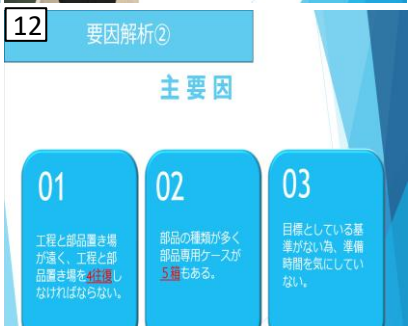 12
要因解析②
主要因
01
工程と部品置き場
が遠く、工程と部
品置き場を4往復し
なければならない。
02
部品の種類が多く
部品専用ケースが
５箱もある。
03
目標としている基
準がない為、準備
時間を気にしてい
ない。